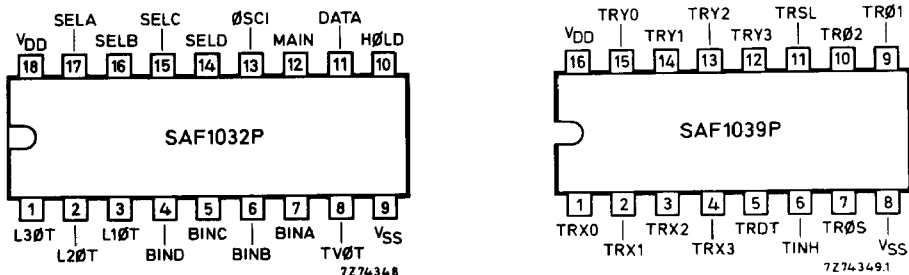 SELA SELC ØSCI DATA
VDD SELB SELD MAIN HØLD
18 17 16 15 14 13 12 11 10
SAF1032P
1 2 3 4 5 6 7 8 9
L3ØT L1ØT BINC BINA VSS
L2ØT BIND BINB TVØT
7Z74348
TRY0 TRY2 TRSL TRØ1
VDD TRY1 TRY3 TRØ2
16 15 14 13 12 11 10 9
SAF1039P
1 2 3 4 5 6 7 8
TRX0 TRX2 TRDT TRØS
TRX1 TRX3 TINH VSS
7Z74349.1